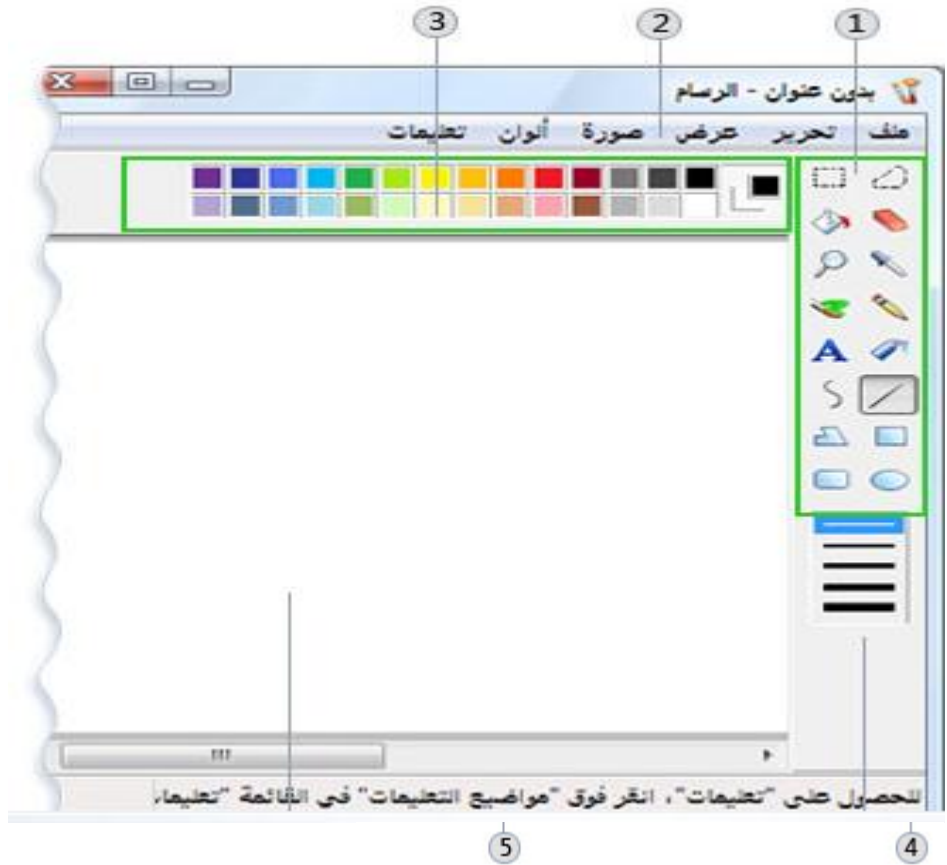 3 2 1
بدون عنوان - الرسام
ملف تحرير عرض صورة ألوان تعليمات
A
للحصول على "تعليمات"، انقر فوق "مواضيع التعليمات" في القائمة "تعليما
5 4